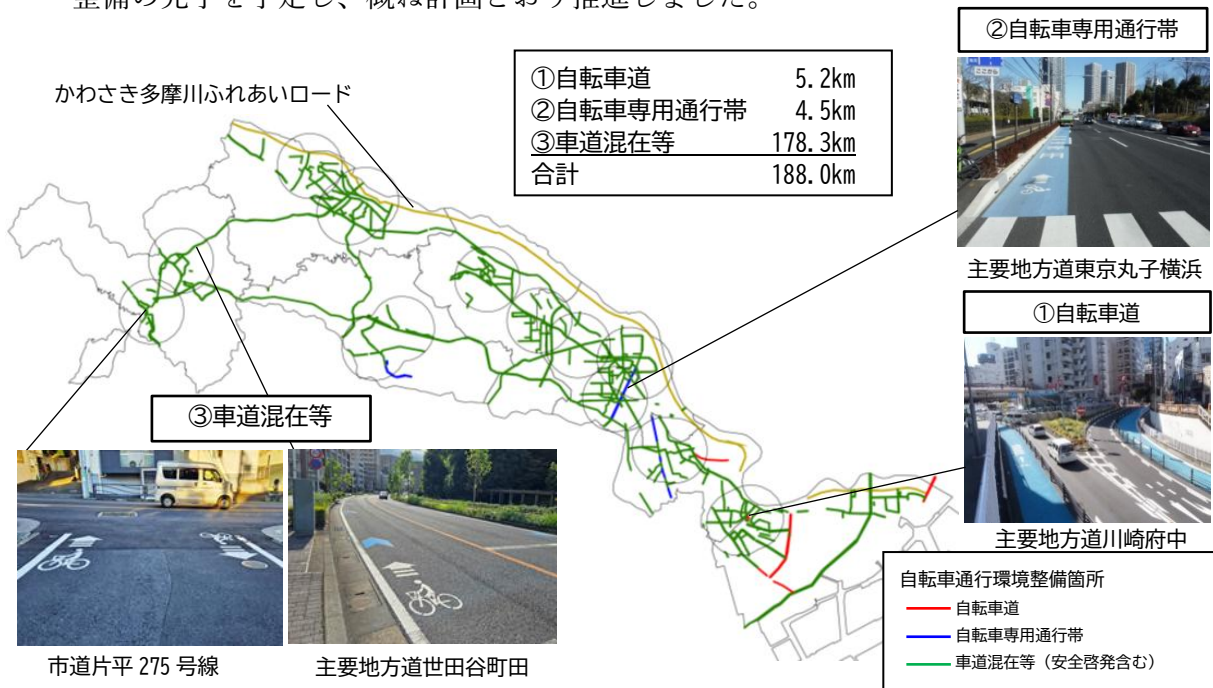 整備の完了を予定し、概ね計画どおり推進しました。
②自転車専用通行帯
①自転車道 5.2km
②自転車専用通行帯 4.5km
③車道混在等 178.3km
合計 188.0km
かわさき多摩川ふれあいロード
ここから
主要地方道東京丸子横浜
①自転車道
③車道混在等
主要地方道川崎府中
市道片平 275 号線
主要地方道世田谷町田
自転車通行環境整備箇所
自転車道
自転車専用通行帯
車道混在等（安全啓発含む）